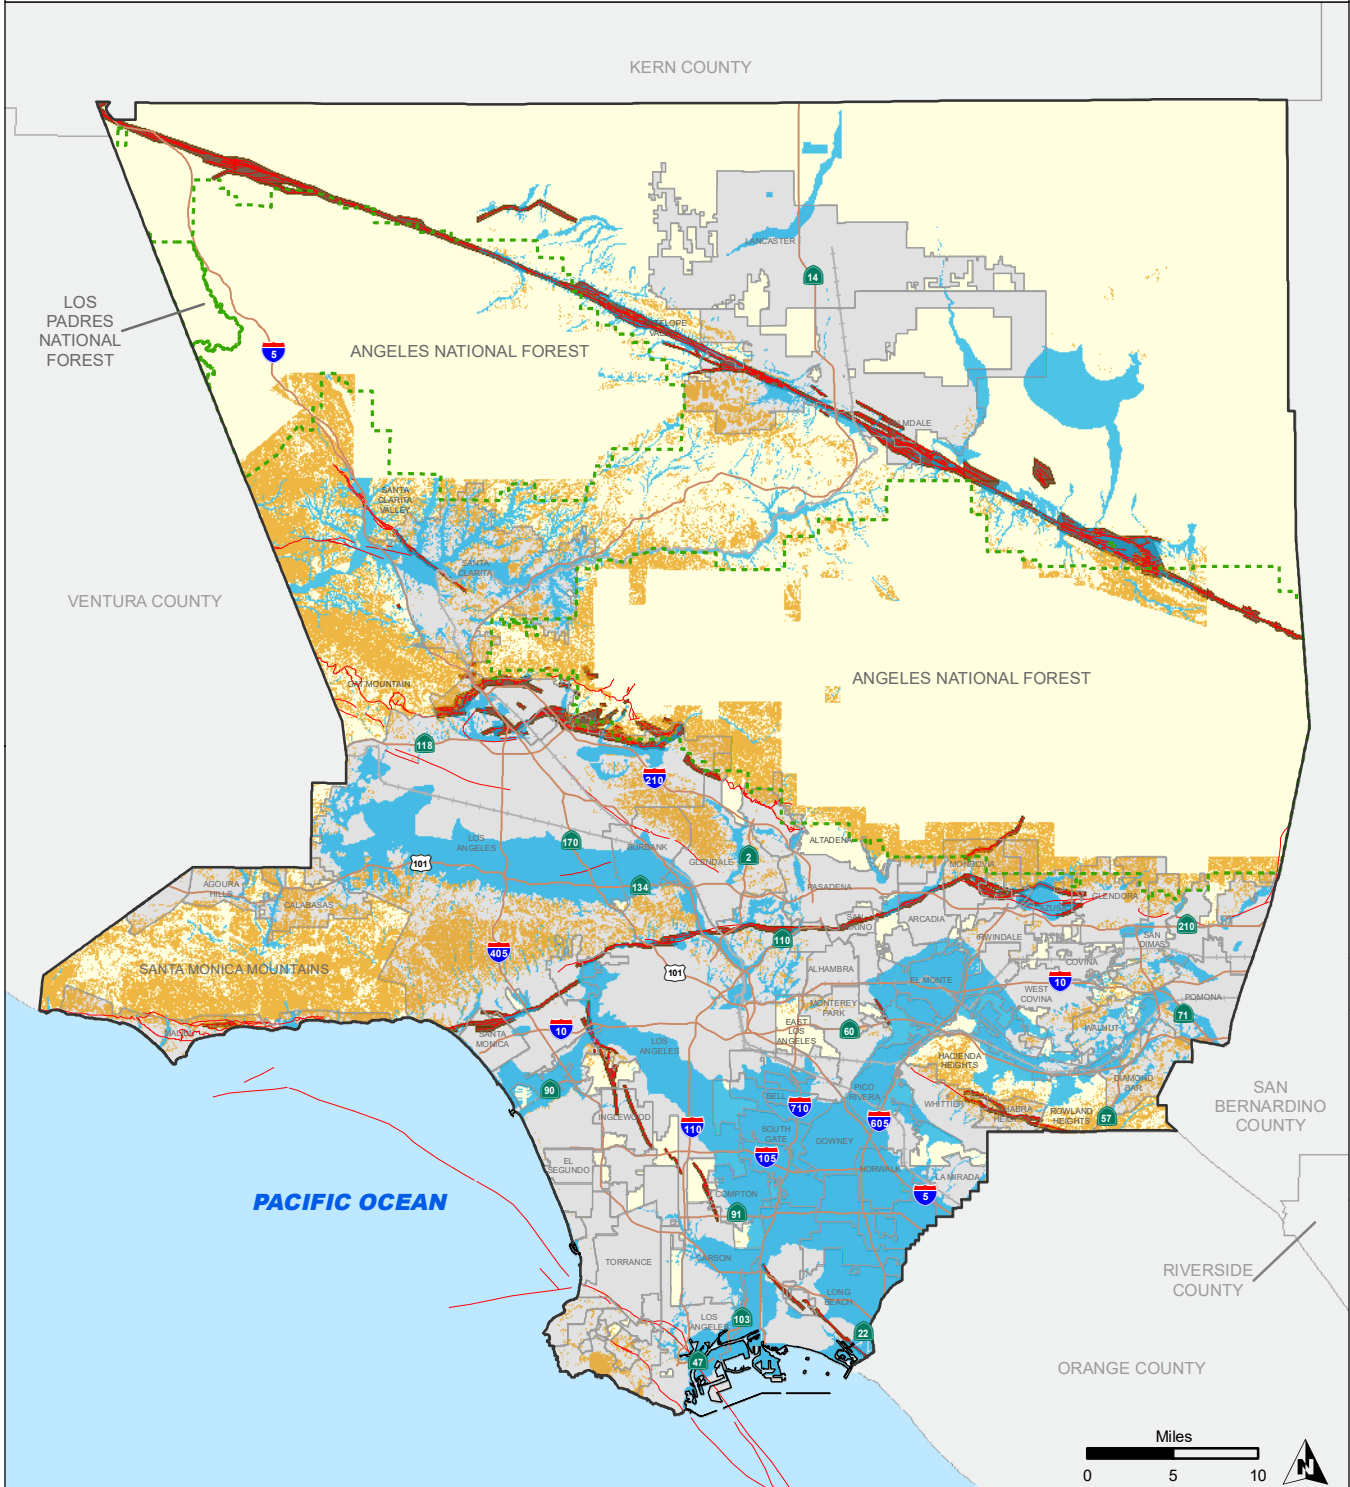 KERN COUNTY
LANCASTER
14
LOS
PADRES
NATIONAL
FOREST
5
ANGELES NATIONAL FOREST
SANTA
CLARITA
VALLEY
SANTA
CLARITA
VENTURA COUNTY
OAT MOUNTAIN
ANGELES NATIONAL FOREST
118
210
LOS
ANGELES
101
170
BURBANK
GLENDALE
2
134
ALTADENA
PASADENA
MONROVIA
GLENDORA
AGOURA
HILLS
CALABASAS
ARCADIA
210
SAN
DIMAS
IRWINDALE
COVINA
110
405
101
SANTA MONICA MOUNTAINS
ALHAMBRA
EL MONTE
WEST
COVINA
10
POMONA
71
MONTEREY
PARK
60
EAST
LOS
ANGELES
WALNUT
SANTA
MONICA
10
LOS
ANGELES
HACIENDA
HEIGHTS
DIAMOND
BAR
90
BELL
710
PICO
RIVERA
WHITTIER
ROWLAND
HEIGHTS
57
SAN
BERNARDINO
COUNTY
INGLEWOOD
110
SOUTH
GATE
605
105
DOWNEY
EL
SEGUNDO
NORWALK
LA MIRADA
5
PACIFIC OCEAN
COMPTON
91
TORRANCE
CARSON
RIVERSIDE
COUNTY
LONG
BEACH
LOS
ANGELES
103
22
47
ORANGE COUNTY
Miles
0 5 10
N